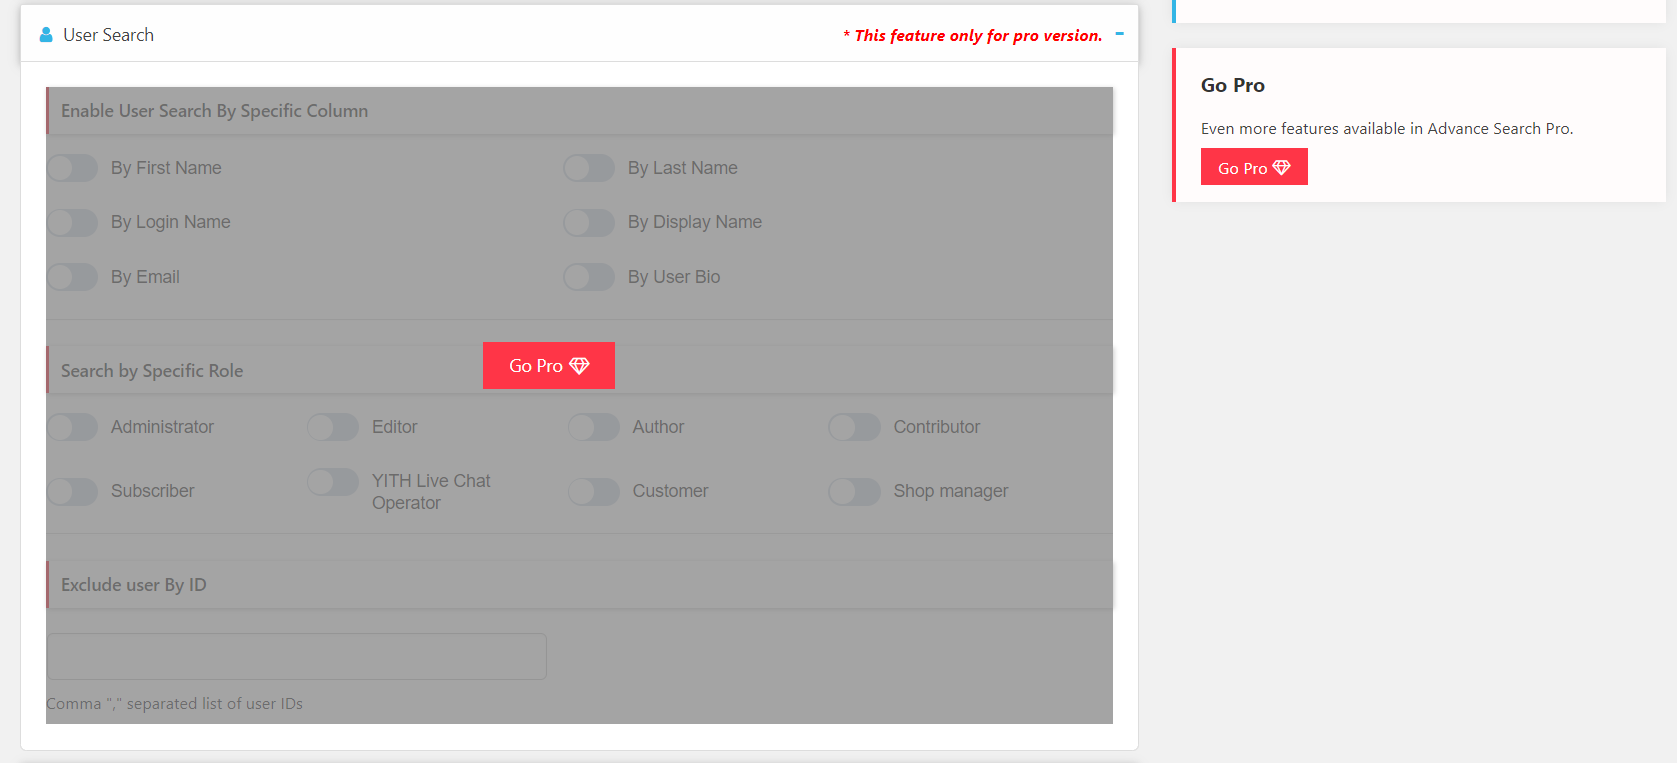 User Search
* This feature only for pro version.
Enable User Search By Specific Column
By First Name
By Last Name
By Login Name
By Display Name
By Email
By User Bio
Search by Specific Role
Go Pro
Administrator
Editor
Author
Contributor
Subscriber
YITH Live Chat
Operator
Customer
Shop manager
Exclude user By ID
Comma "," separated list of user IDs
Go Pro
Even more features available in Advance Search Pro.
Go Pro